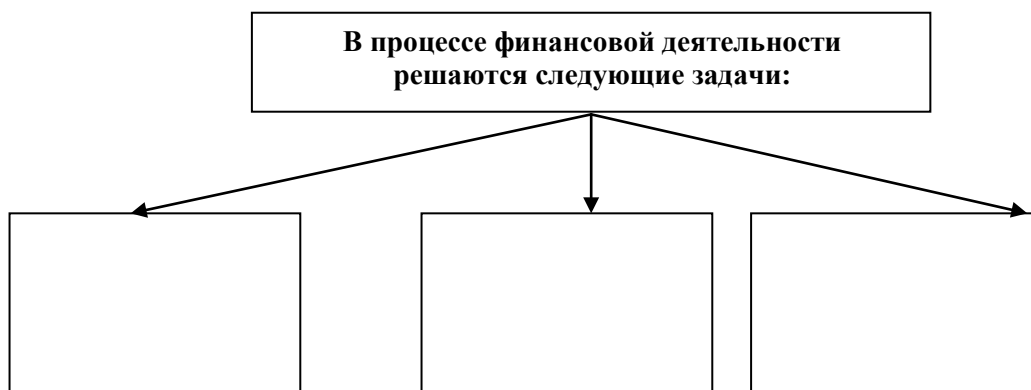 В процессе финансовой деятельности
решаются следующие задачи: